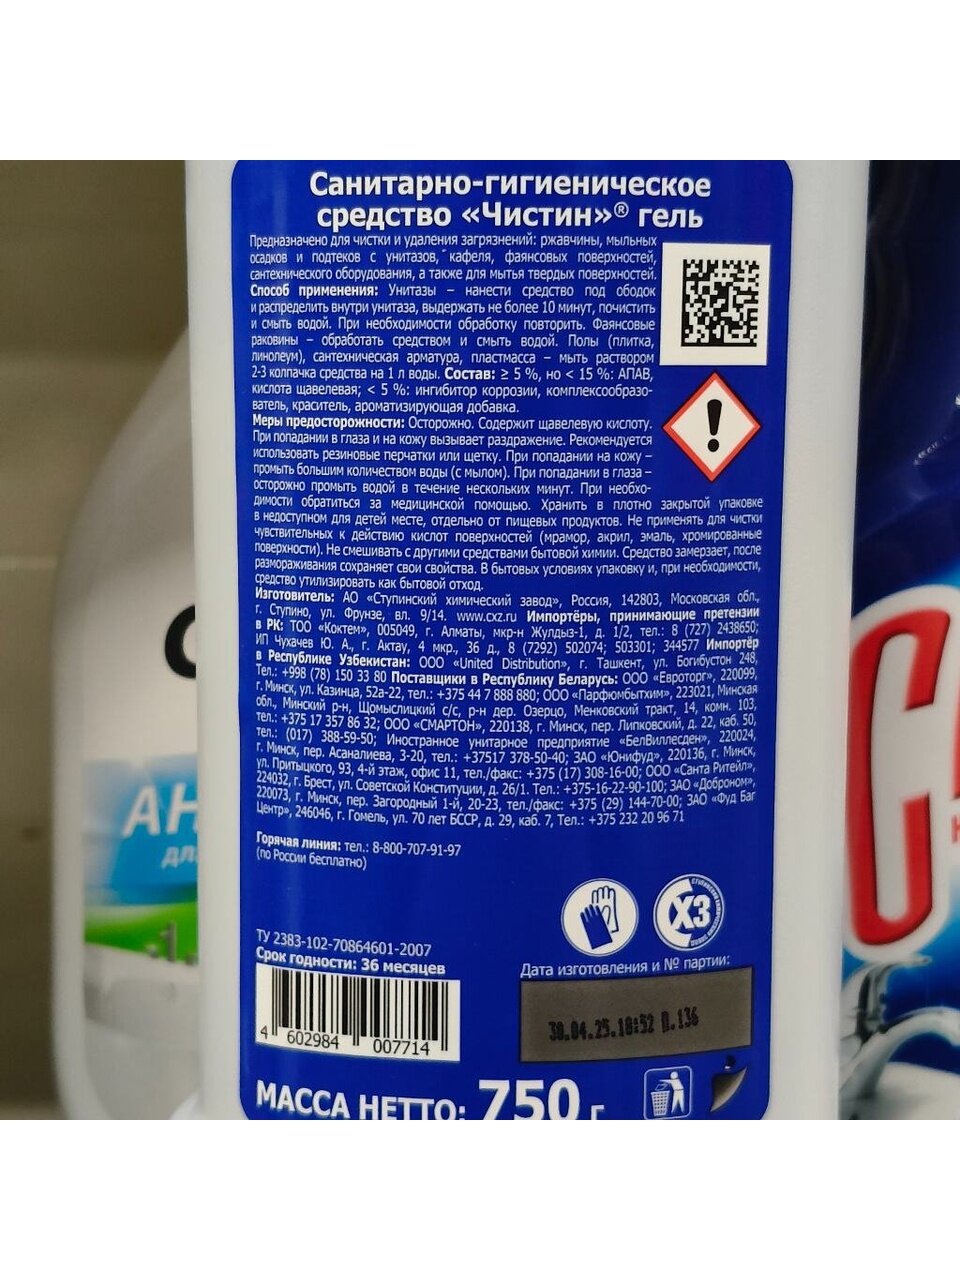 Санитарно-гигиеническое
средство «Чистин»® гель
Предназначено для чистки и удаления загрязнений: ржавчины, мыльных
осадков и подтеков с унитазов, кафеля, фаянсовых поверхностей,
сантехнического оборудования, а также для мытья твердых поверхностей.
Способ применения: Унитазы – нанести средство под ободок
и распределить внутри унитаза, выдержать не более 10 минут, почистить
и смыть водой. При необходимости обработку повторить. Фаянсовые
раковины – обработать средством и смыть водой. Полы (плитка,
линолеум), сантехническая арматура, пластмасса – мыть раствором
2-3 колпачка средства на 1 л воды. Состав: ≥ 5 %, но < 15 %: АПАВ,
кислота щавелевая; < 5 %: ингибитор коррозии, комплексообразо-
ватель, краситель, ароматизирующая добавка.
Меры предосторожности: Осторожно. Содержит щавелевую кислоту.
При попадании в глаза и на кожу вызывает раздражение. Рекомендуется
использовать резиновые перчатки или щетку. При попадании на кожу –
промыть большим количеством воды (с мылом). При попадании в глаза –
осторожно промыть водой в течение нескольких минут. При необхо-
димости обратиться за медицинской помощью. Хранить в плотно закрытой упаковке
в недоступном для детей месте, отдельно от пищевых продуктов. Не применять для чистки
чувствительных к действию кислот поверхностей (мрамор, акрил, эмаль, хромированные
поверхности). Не смешивать с другими средствами бытовой химии. Средство замерзает, после
размораживания сохраняет свои свойства. В бытовых условиях упаковку и, при необходимости,
средство утилизировать как бытовой отход.
Изготовитель: АО «Ступинский химический завод», Россия, 142803, Московская обл.,
г. Ступино, ул. Фрунзе, вл. 9/14. www.cxz.ru Импортёры, принимающие претензии
в РК: ТОО «Коктем», 005049, г. Алматы, мкр-н Жулдыз-1, д. 1/2, тел.: 8 (727) 2438650;
ИП Чухачев Ю. А., г. Актау, 4 мкр., 36 д., 8 (7292) 502074; 503301; 344577 Импортёр
в Республике Узбекистан: ООО «United Distribution», г. Ташкент, ул. Богибустон 248,
Тел.: +998 (78) 150 33 80 Поставщики в Республику Беларусь: ООО «Евроторг», 220099,
г. Минск, ул. Казинца, 52а-22, тел.: +375 44 7 888 880; ООО «Парфюмбытхим», 223021, Минская
обл., Минский р-н, Щомыслицкий с/с, р-н дер. Озерцо, Менковский тракт, 14, комн. 103,
тел.: +375 17 357 86 32; ООО «СМАРТОН», 220138, г. Минск, пер. Липковский, д. 22, каб. 50,
тел.: (017) 388-59-50; Иностранное унитарное предприятие «БелВиллесден», 220024,
г. Минск, пер. Асаналиева, 3-20, тел.: +37517 378-50-40; ЗАО «Юнифуд», 220136, г. Минск,
ул. Притыцкого, 93, 4-й этаж, офис 11, тел./факс: +375 (17) 308-16-00; ООО «Санта Ритейл»,
224032, г. Брест, ул. Советской Конституции, д. 26/1. Тел.: +375-16-22-90-100; ЗАО «Доброном»,
220073, г. Минск, пер. Загородный 1-й, 20-23, тел./факс: +375 (29) 144-70-00; ЗАО «Фуд Баг
Центр», 246046, г. Гомель, ул. 70 лет БССР, д. 29, каб. 7, Тел.: +375 232 20 96 71
Горячая линия: тел.: 8-800-707-91-97
(по России бесплатно)
ХЗ
ТУ 2383-102-70864601-2007
Срок годности: 36 месяцев
Дата изготовления и № партии:
30.04.25.18:52 П.136
4 602984 007714
МАССА НЕТТО: 750 г
АН
дл